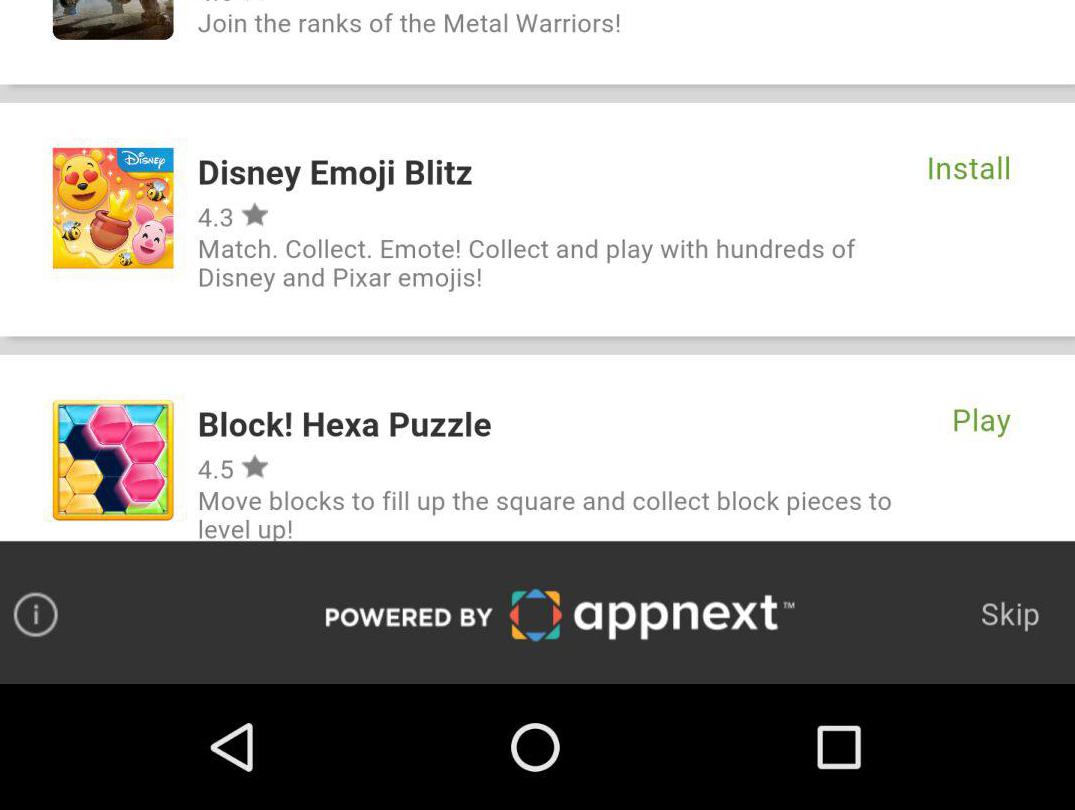 Join the ranks of the Metal Warriors!
Disney
Disney Emoji Blitz
Install
4.3
Match. Collect. Emote! Collect and play with hundreds of
Disney and Pixar emojis!
Block! Hexa Puzzle
Play
4.5
Move blocks to fill up the square and collect block pieces to
level up!
POWERED BY appnext™
Skip